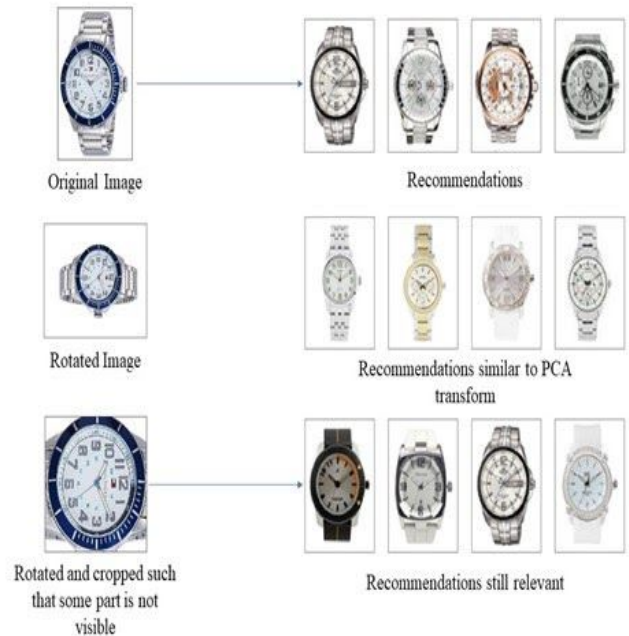 Original Image
Recommendations
Rotated Image
Recommendations similar to PCA
transform
Rotated and cropped such
that some part is not
visible
Recommendations still relevant